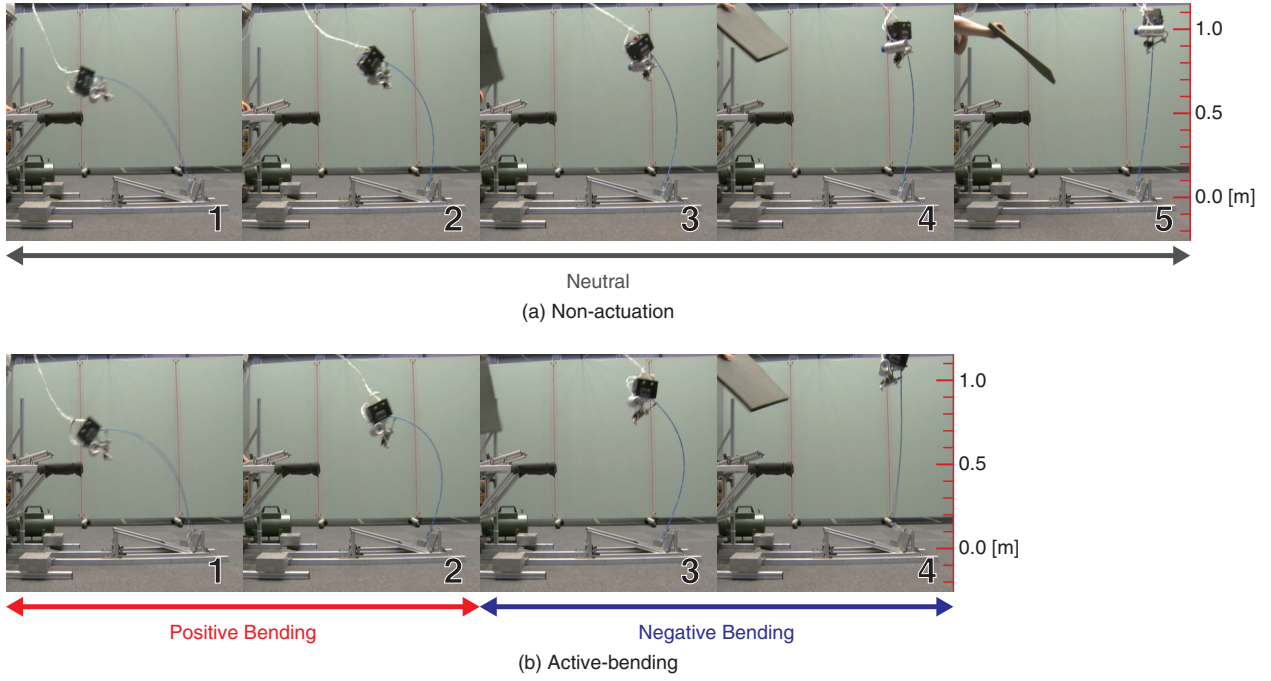 1 2 3 4 5
1.0
0.5
0.0 [m]
Neutral
(a) Non-actuation
1 2 3 4
1.0
0.5
0.0 [m]
Positive Bending Negative Bending
(b) Active-bending